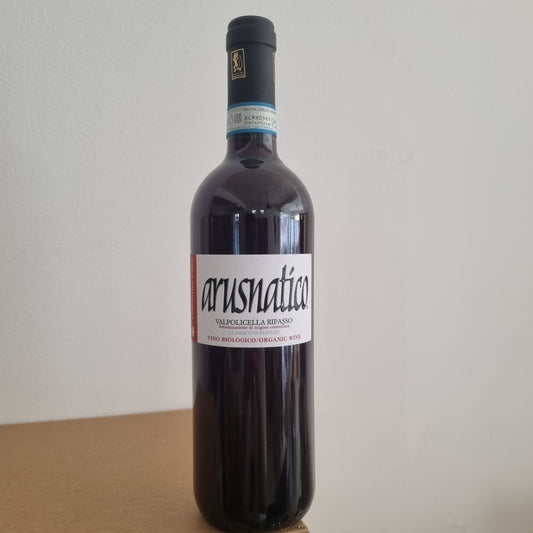 arusnatico
VALPOLICELLA RIPASSO
denominazione di origine controllata
CLASSICO SUPERIORE
VINO BIOLOGICO/ORGANIC WINE